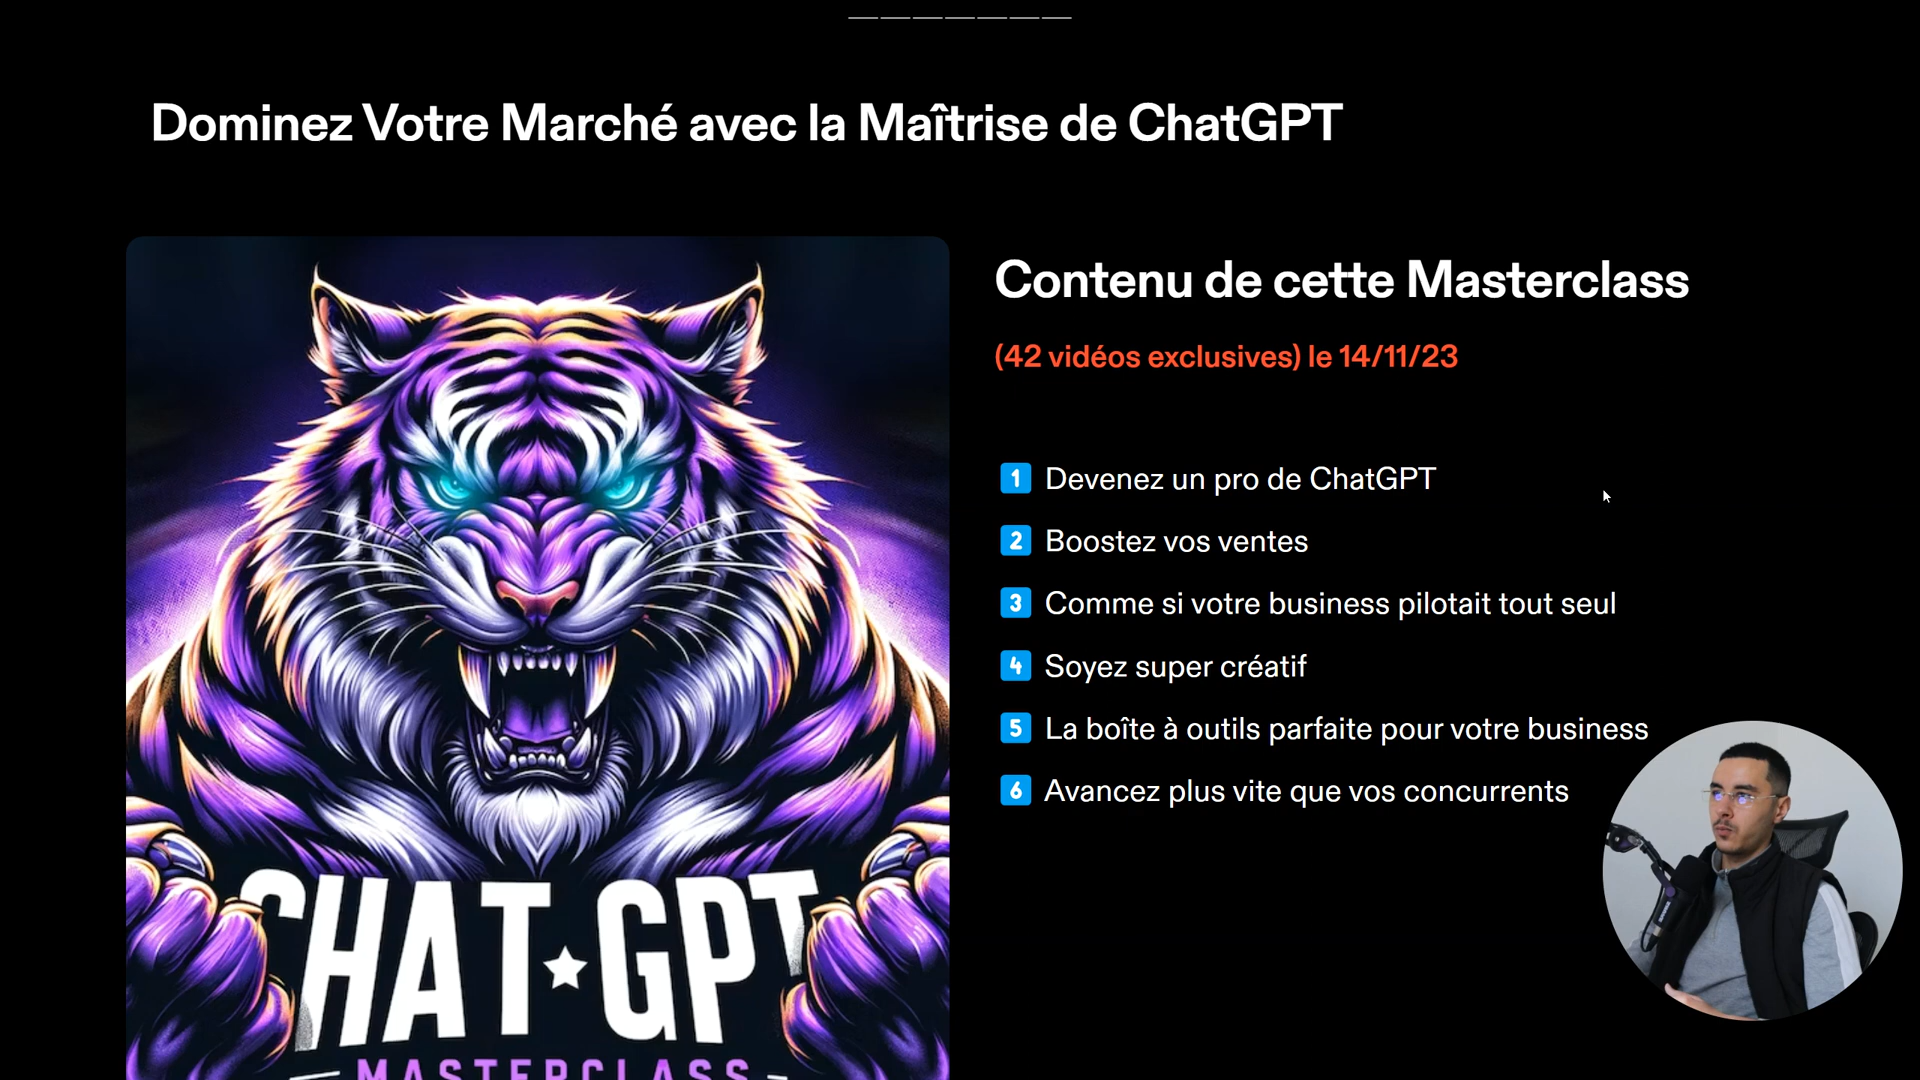 Dominez Votre Marché avec la Maîtrise de ChatGPT
Contenu de cette Masterclass
(42 vidéos exclusives) le 14/11/23
1 Devenez un pro de ChatGPT
2 Boostez vos ventes
3 Comme si votre business pilotait tout seul
4 Soyez super créatif
5 La boîte à outils parfaite pour votre business
6 Avancez plus vite que vos concurrents
CHAT★GPT
MASTERCLASS